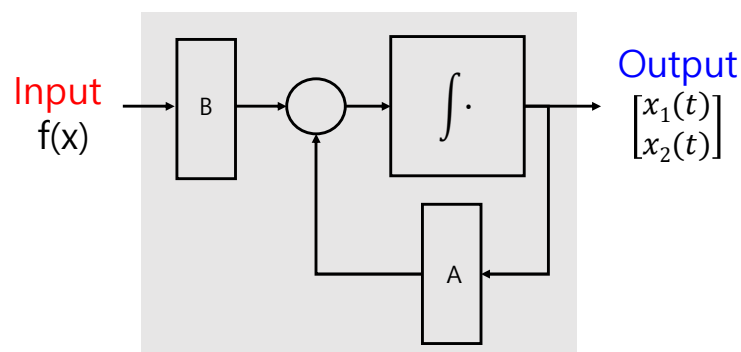 Input
f(x)
B
∫·
Output
[x₁(t)
x₂(t)]
A